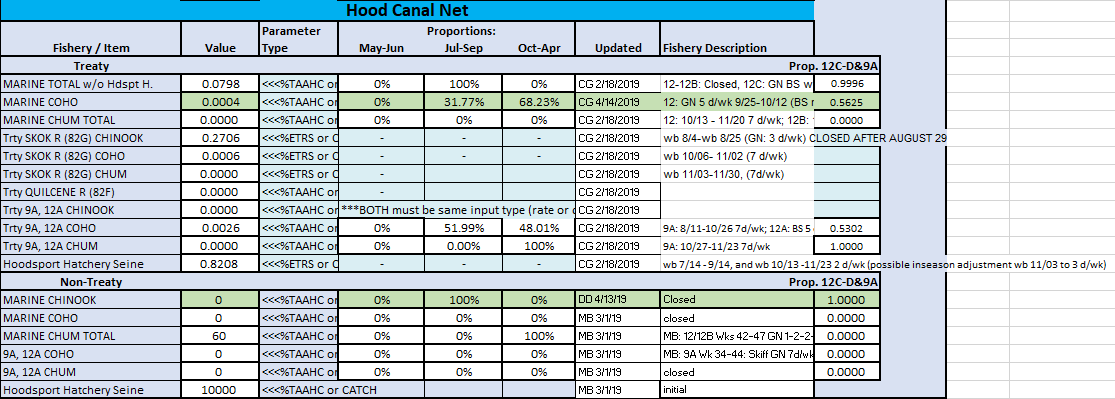 Hood Canal Net
Parameter Proportions:
Fishery / Item Value Type May-Jun Jul-Sep Oct-Apr Updated Fishery Description
Treaty Prop. 12C-D&9A
MARINE TOTAL w/o Hdspt H. 0.0798 <<<%TAAHC or 0% 100% 0% CG 2/18/2019 12-12B: Closed, 12C: GN BS w 0.9996
MARINE COHO 0.0004 <<<%TAAHC or 0% 31.77% 68.23% CG 4/14/2019 12: GN 5 d/wk 9/25-10/12 (BS 0.5625
MARINE CHUM TOTAL 0.0000 <<<%TAAHC or 0% 0% 0% CG 2/18/2019 12: 10/13 - 11/20 7 d/wk; 12B: 0.0000
Trty SKOK R (82G) CHINOOK 0.2706 <<<%ETRS or C - - - CG 2/18/2019 wb 8/4-wb 8/25 (GN: 3 d/wk) CLOSED AFTER AUGUST 29
Trty SKOK R (82G) COHO 0.0006 <<<%ETRS or C - - - CG 2/18/2019 wb 10/06- 11/02 (7 d/wk)
Trty SKOK R (82G) CHUM 0.0000 <<<%ETRS or C - - - CG 2/18/2019 wb 11/03-11/30, (7d/wk)
Trty QUILCENE R (82F) 0.0000 <<<%TAAHC or - CG 2/18/2019
Trty 9A, 12A CHINOOK 0.0000 <<<%TAAHC or ***BOTH must be same input type (rate or CG 2/18/2019
Trty 9A, 12A COHO 0.0026 <<<%TAAHC or 0% 51.99% 48.01% CG 2/18/2019 9A: 8/11-10/26 7d/wk; 12A: BS 5 0.5302
Trty 9A, 12A CHUM 0.0000 <<<%TAAHC or 0% 0.00% 100% CG 2/18/2019 9A: 10/27-11/23 7d/wk 1.0000
Hoodsport Hatchery Seine 0.8208 <<<%ETRS or C - - - CG 2/18/2019 wb 7/14 - 9/14, and wb 10/13 -11/23 2 d/wk (possible inseason adjustment wb 11/03 to 3 d/wk)
Non-Treaty Prop. 12C-D&9A
MARINE CHINOOK 0 <<<%TAAHC or 0% 100% 0% DD 4/13/19 Closed 1.0000
MARINE COHO 0 <<<%TAAHC or 0% 0% 0% MB 3/1/19 closed 0.0000
MARINE CHUM TOTAL 60 <<<%TAAHC or 0% 0% 100% MB 3/1/19 MB: 12/12B Wks 42-47 GN 1-2-2- 0.0000
9A, 12A COHO 0 <<<%TAAHC or 0% 0% 0% MB 3/1/19 MB: 9A Wk 34-44: Skiff GN 7d/wk 0.0000
9A, 12A CHUM 0 <<<%TAAHC or 0% 0% 0% MB 3/1/19 closed 0.0000
Hoodsport Hatchery Seine 10000 <<<%TAAHC or CATCH MB 3/1/19 initial